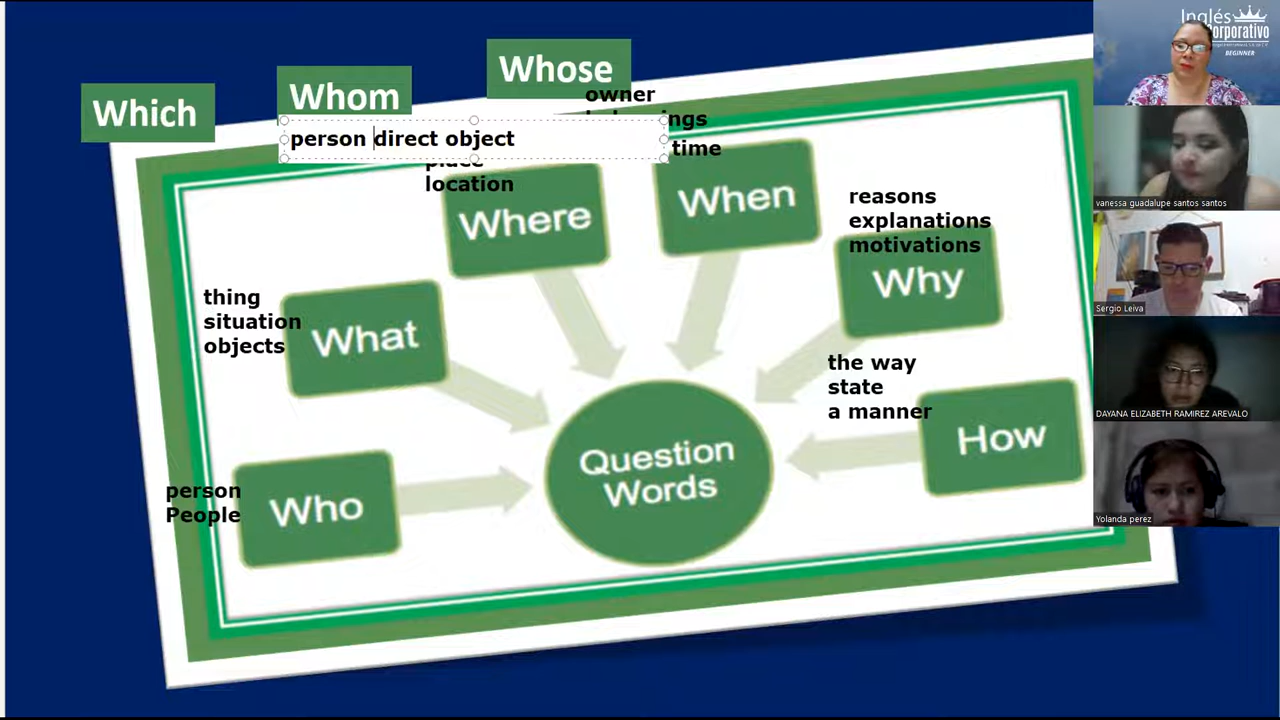 Whose
Whom
Which
owner
ngs
person direct object
time
place
location
Where
When
reasons
explanations
motivations
Why
thing
situation
objects
What
the way
state
a manner
How
Question
Words
person
People
Who
Inglés
Corporativo
BEGINNER
vanessa guadalupe santos santos
Sergio Leiva
DAYANA ELIZABETH RAMIREZ AREVALO
Yolanda perez